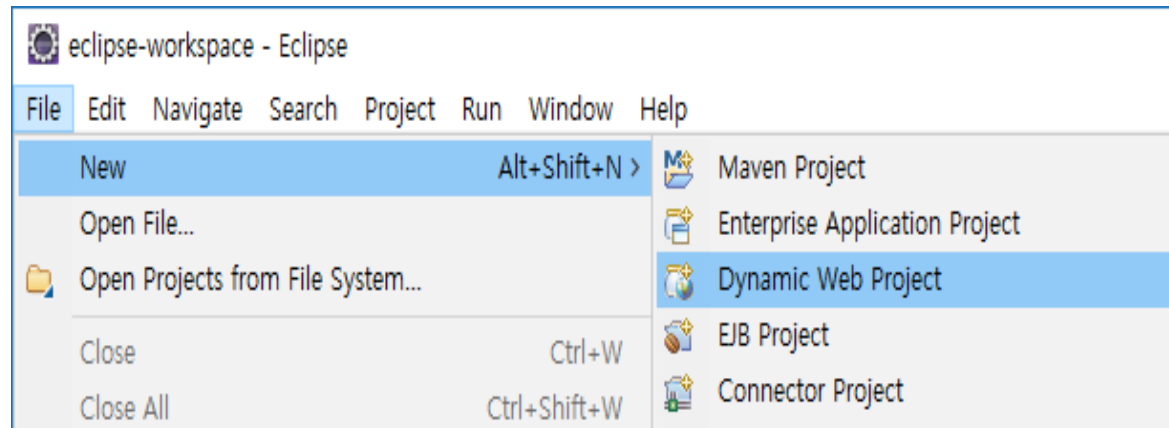 eclipse-workspace - Eclipse
File Edit Navigate Search Project Run Window Help
New Alt+Shift+N >
Maven Project
Open File...
Enterprise Application Project
Open Projects from File System...
Dynamic Web Project
Close Ctrl+W
EJB Project
Close All Ctrl+Shift+W
Connector Project